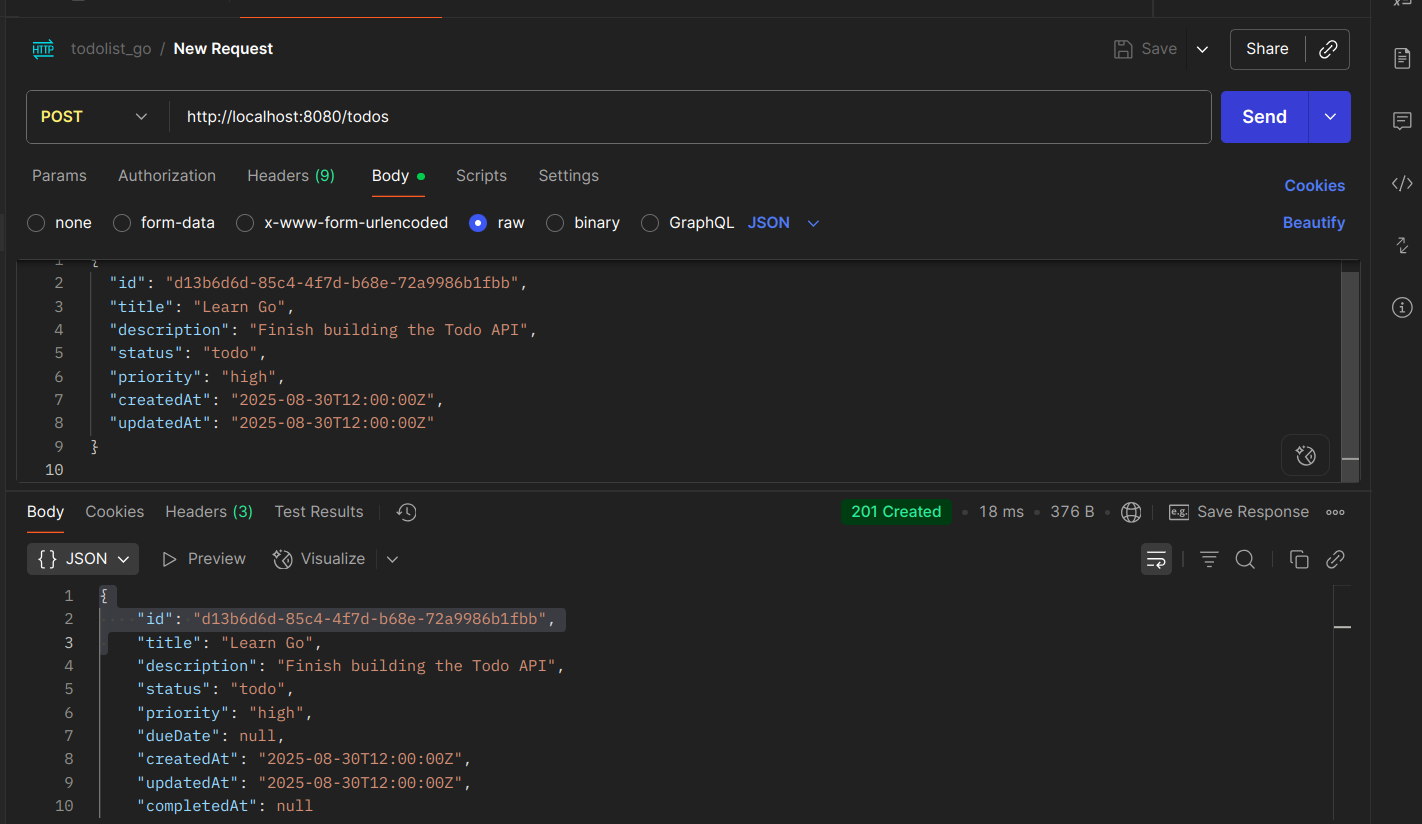 HTTP todolist_go / New Request Save Share
POST http://localhost:8080/todos Send
Params Authorization Headers (9) Body Scripts Settings Cookies
none form-data x-www-form-urlencoded raw binary GraphQL JSON Beautify
1 {
2 "id": "d13b6d6d-85c4-4f7d-b68e-72a9986b1fbb",
3 "title": "Learn Go",
4 "description": "Finish building the Todo API",
5 "status": "todo",
6 "priority": "high",
7 "createdAt": "2025-08-30T12:00:00Z",
8 "updatedAt": "2025-08-30T12:00:00Z"
9 }
10
Body Cookies Headers (3) Test Results 201 Created 18 ms 376 B e.g. Save Response
{} JSON Preview Visualize
1 {
2 "id": "d13b6d6d-85c4-4f7d-b68e-72a9986b1fbb",
3 "title": "Learn Go",
4 "description": "Finish building the Todo API",
5 "status": "todo",
6 "priority": "high",
7 "dueDate": null,
8 "createdAt": "2025-08-30T12:00:00Z",
9 "updatedAt": "2025-08-30T12:00:00Z",
10 "completedAt": null